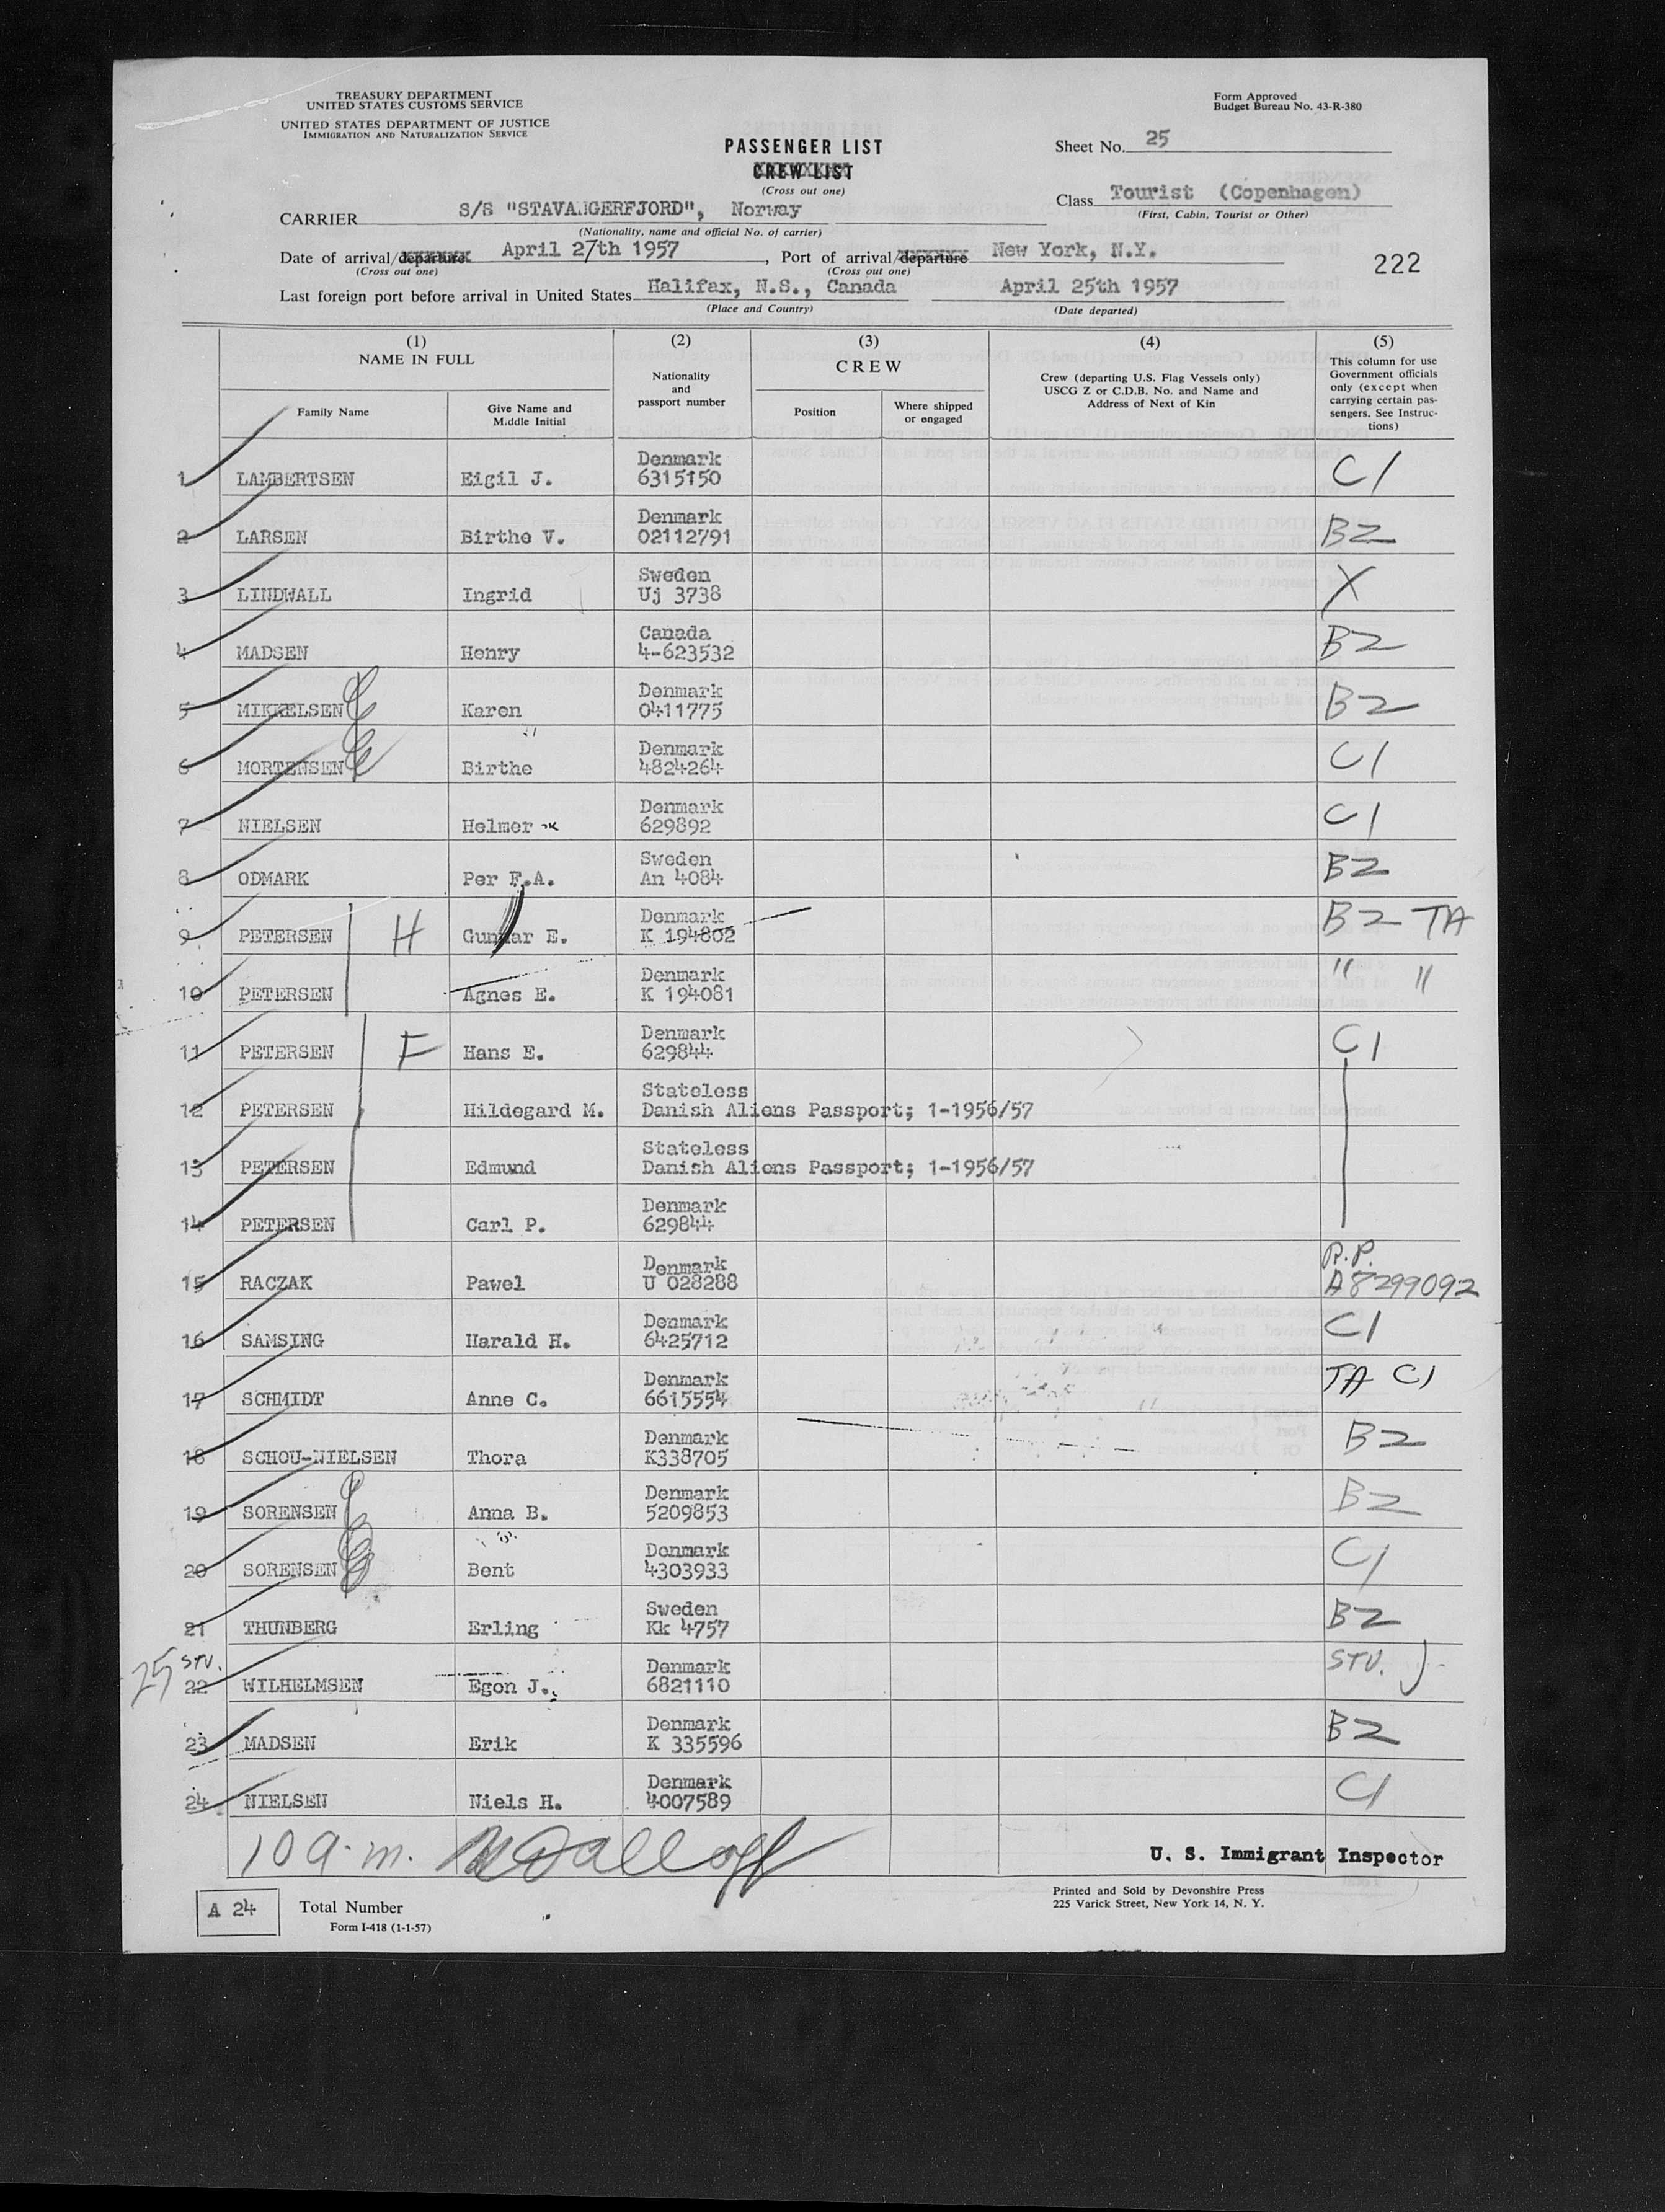 TREASURY DEPARTMENT
UNITED STATES CUSTOMS SERVICE
UNITED STATES DEPARTMENT OF JUSTICE
IMMIGRATION AND NATURALIZATION SERVICE
Form Approved
Budget Bureau No. 43-R-380
PASSENGER LIST
CREW LIST
(Cross out one)
Sheet No. 25
Class Tourist (Copenhagen)
(First, Cabin, Tourist or Other)
CARRIER S/S "STAVANGERFJORD", Norway
(Nationality, name and official No. of carrier)
Date of arrival/departure April 27th 1957, Port of arrival/departure New York, N.Y.
(Cross out one) (Cross out one)
222
Last foreign port before arrival in United States Halifax, N.S., Canada April 25th 1957
(Place and Country) (Date departed)
(1) (2) (3) (4) (5)
NAME IN FULL
Family Name
Give Name and Middle Initial
Nationality and passport number
CREW
Position
Where shipped or engaged
Crew (departing U.S. Flag Vessels only)
USCG Z or C.D.B. No. and Name and
Address of Next of Kin
This column for use
Government officials
only (except when
carrying certain pas-
sengers. See Instruc-
tions)
1 LAMBERTSEN Eigil J. Denmark 6315150 C1
2 LARSEN Birthe V. Denmark 02112791 B2
3 LINDWALL Ingrid Sweden Uj 3738 X
4 MADSEN Henry Canada 4-623532 B2
5 MIKKELSEN Karen Denmark 0411775 B2
6 MORTENSEN Birthe Denmark 4824264 C1
7 NIELSEN Helmer Denmark 629892 C1
8 ODMARK Per F.A. Sweden An 4084 B2
9 PETERSEN H Gunnar E. Denmark K 194802 B2 TA
10 PETERSEN Agnes E. Denmark K 194081 " "
11 PETERSEN F Hans E. Denmark 629844 C1
12 PETERSEN Hildegard M. Stateless Danish Aliens Passport; 1-1956/57
13 PETERSEN Edmund Stateless Danish Aliens Passport; 1-1956/57
14 PETERSEN Carl P. Denmark 629844
15 RACZAK Pawel Denmark U 028288 R.P. A8299092
16 SAMSING Harald H. Denmark 6425712 C1
17 SCHMIDT Anne C. Denmark 6615554 TA C1
18 SCHOU-NIELSEN Thora Denmark K338705 B2
19 SORENSEN Anna B. Denmark 5209853 B2
20 SORENSEN Bent Denmark 4303933 C1
21 THUNBERG Erling Sweden Kk 4757 B2
25 STU. 22 WILHELMSEN Egon J. Denmark 6821110 STU.
23 MADSEN Erik Denmark K 335596 B2
24 NIELSEN Niels H. Denmark 4007589 C1
10 a.m.
U. S. Immigrant Inspector
A 24 Total Number
Form I-418 (1-1-57)
Printed and Sold by Devonshire Press
225 Varick Street, New York 14, N. Y.